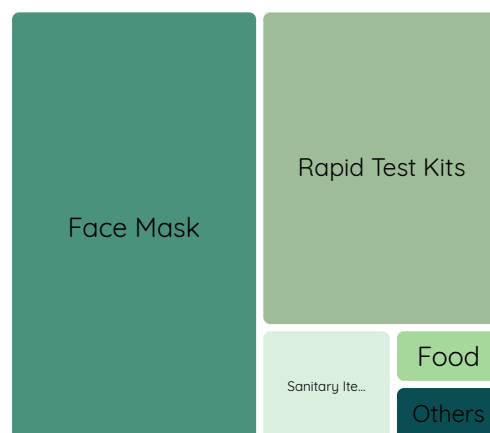 Face Mask
Rapid Test Kits
Sanitary Ite...
Food
Others